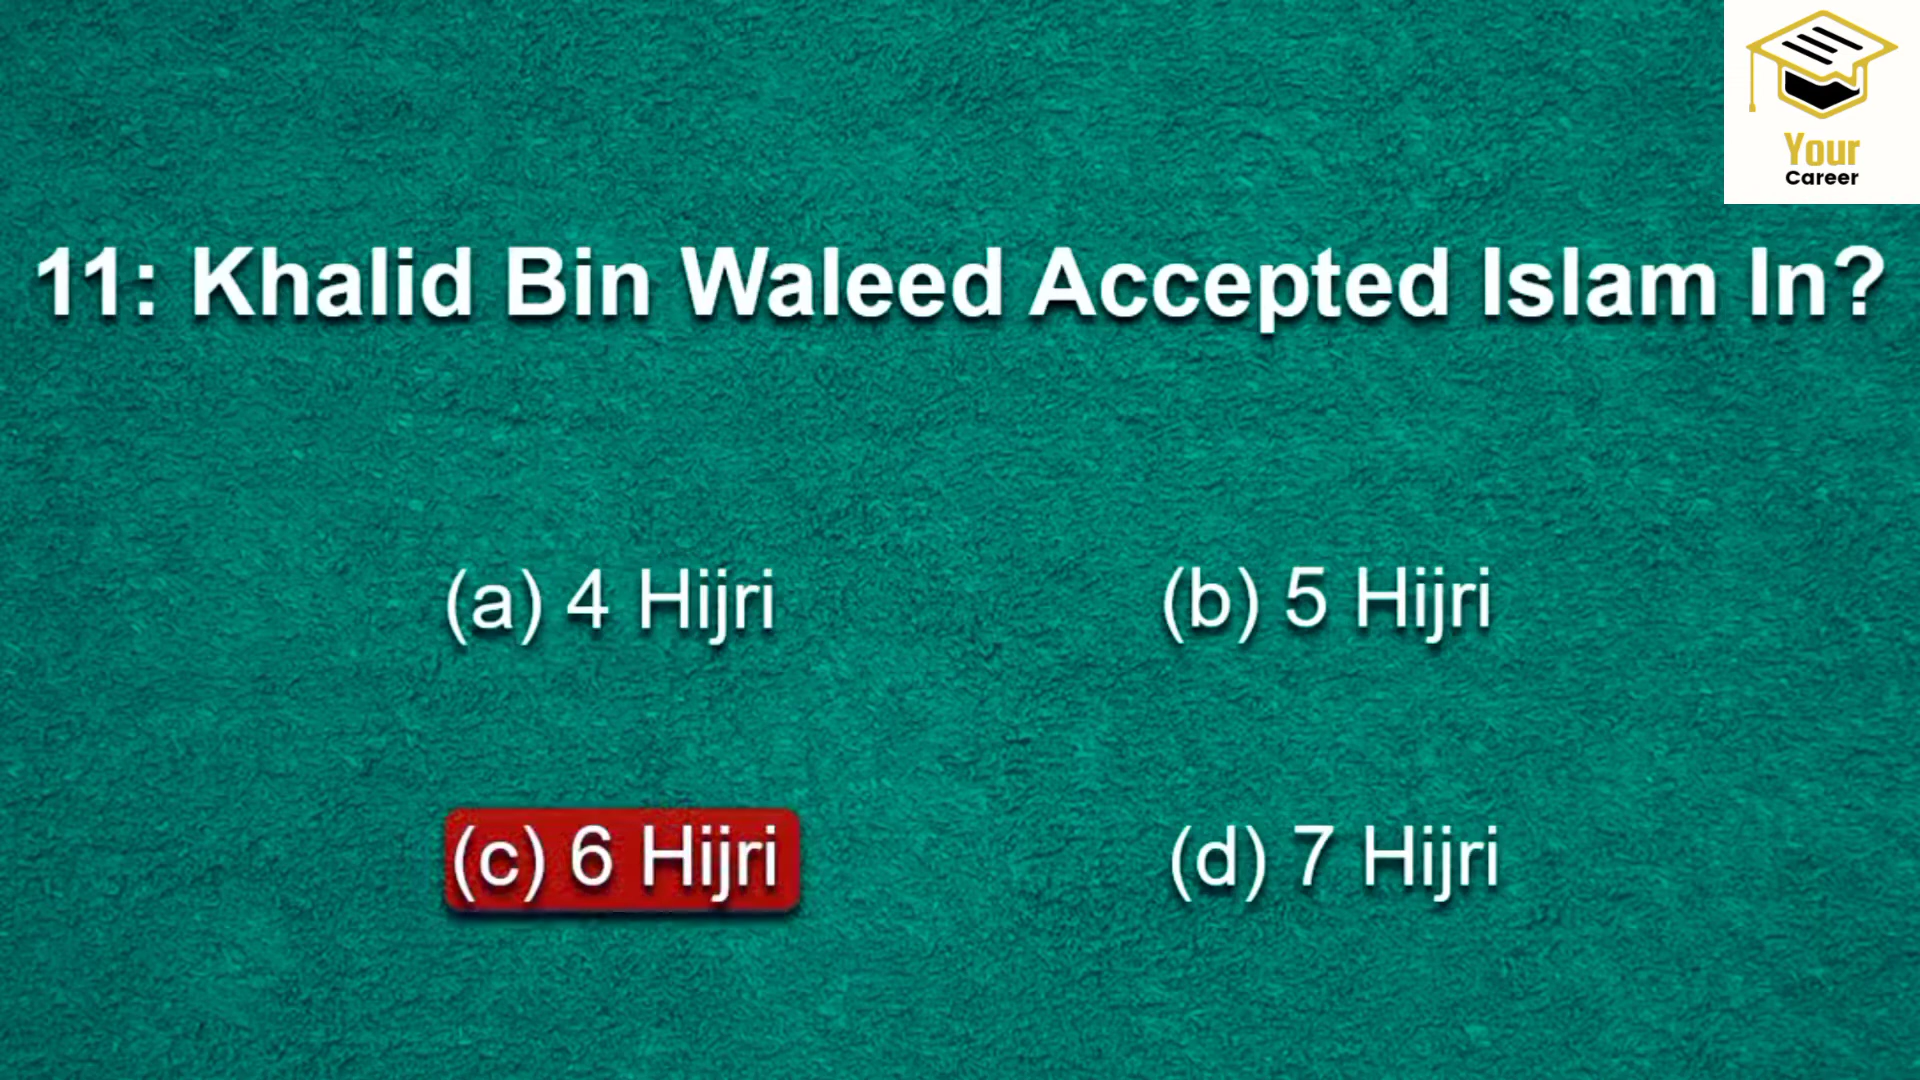 Your
Career
11: Khalid Bin Waleed Accepted Islam In?
(a) 4 Hijri
(b) 5 Hijri
(c) 6 Hijri
(d) 7 Hijri